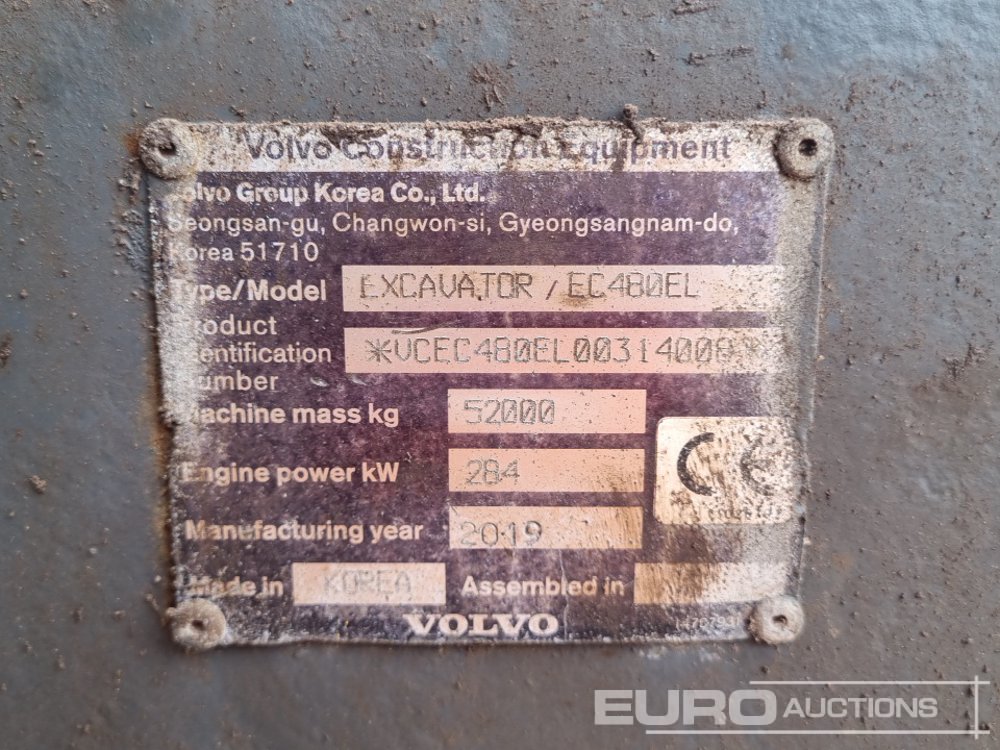 Volvo Construction Equipment
Volvo Group Korea Co., Ltd.
Seongsan-gu, Changwon-si, Gyeongsangnam-do,
Korea 51710
Type/Model EXCAVATOR / EC480EL
Product
Identification
Number
*VCEC480EL00314008*
Machine mass kg 52000
Engine power kW 284
CE
Manufacturing year 2019
Made in KOREA Assembled in
VOLVO
EURO AUCTIONS